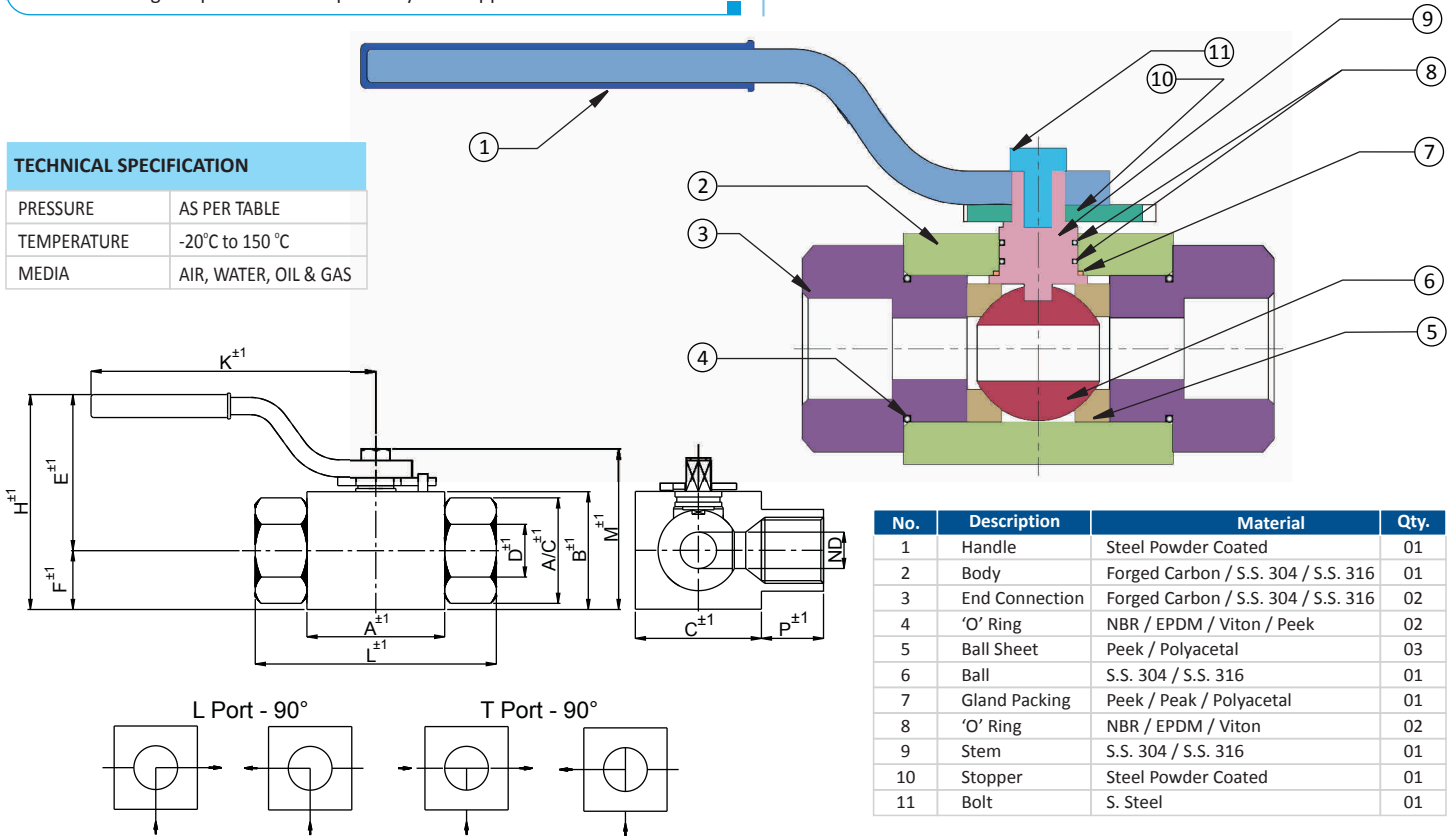 9
11
8
10
1
7
TECHNICAL SPECIFICATION
2
PRESSURE AS PER TABLE
3
TEMPERATURE -20°C to 150 °C
MEDIA AIR, WATER, OIL & GAS
6
5
4
K±1
H±1
E±1
F±1
M±1
D±1
A/C±1
B±1
ND
A±1
L±1
C±1
P±1
No. Description Material Qty.
1 Handle Steel Powder Coated 01
2 Body Forged Carbon / S.S. 304 / S.S. 316 01
3 End Connection Forged Carbon / S.S. 304 / S.S. 316 02
4 ‘O’ Ring NBR / EPDM / Viton / Peek 02
5 Ball Sheet Peek / Polyacetal 03
6 Ball S.S. 304 / S.S. 316 01
7 Gland Packing Peek / Peak / Polyacetal 01
8 ‘O’ Ring NBR / EPDM / Viton 02
9 Stem S.S. 304 / S.S. 316 01
10 Stopper Steel Powder Coated 01
11 Bolt S. Steel 01
L Port - 90°
T Port - 90°